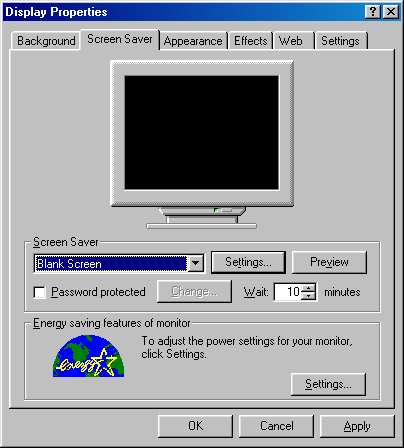 Display Properties
Background Screen Saver Appearance Effects Web Settings
Screen Saver
Blank Screen Settings... Preview
Password protected Change... Wait: 10 minutes
Energy saving features of monitor
To adjust the power settings for your monitor,
click Settings.
energy
Settings...
OK Cancel Apply